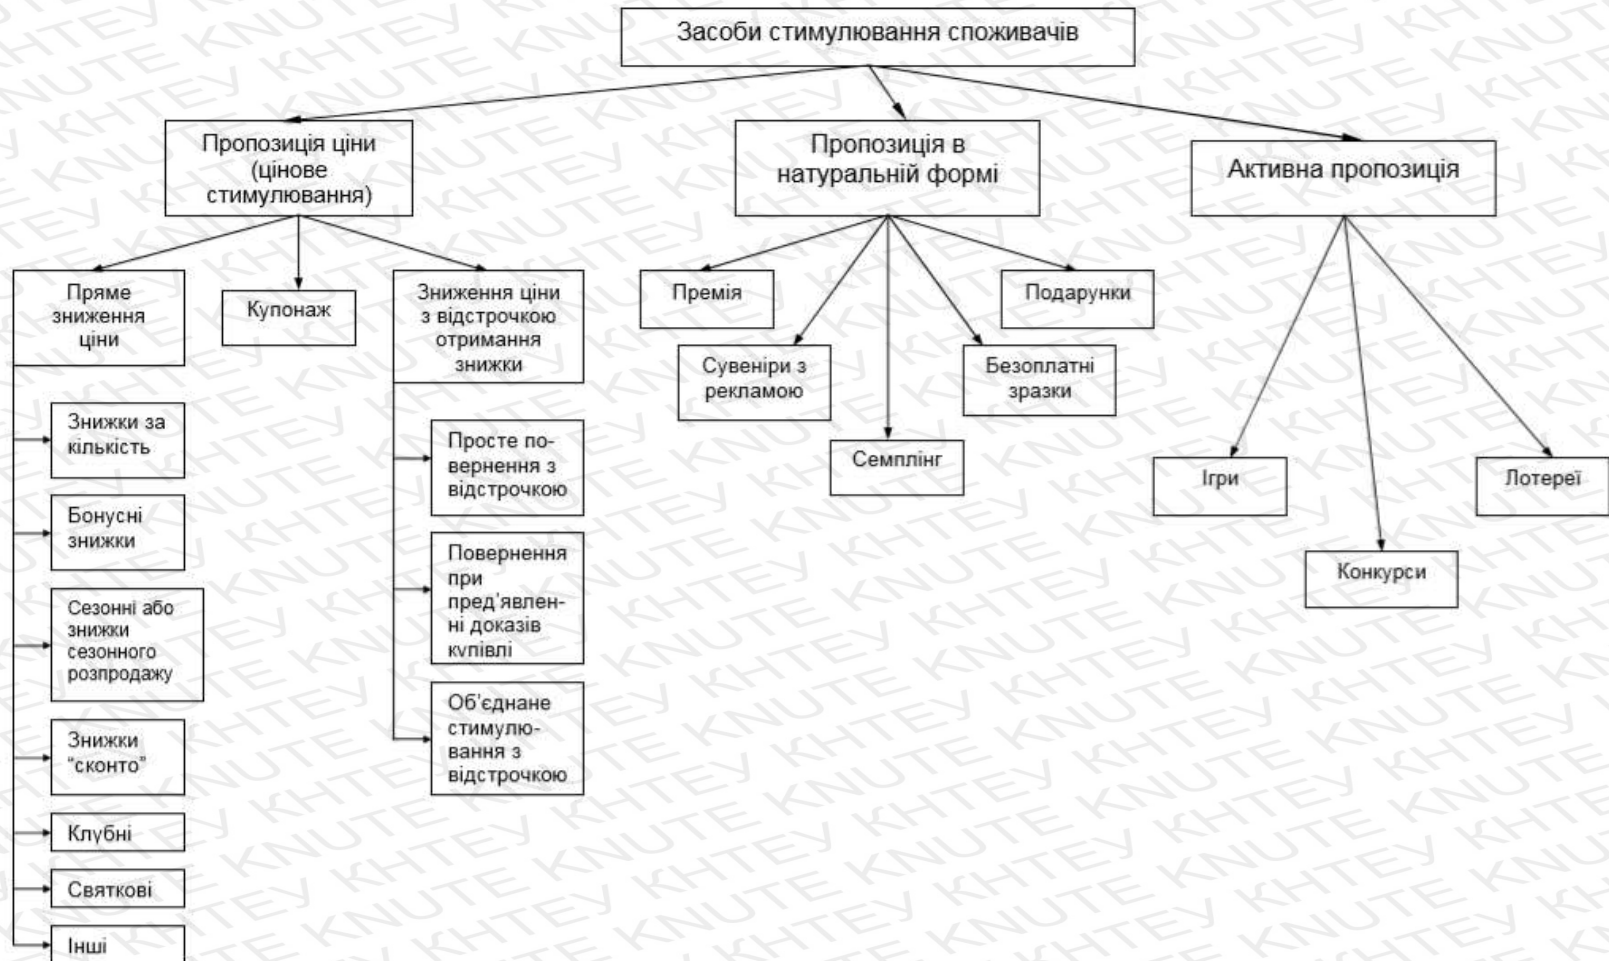 Засоби стимулювання споживачів
Пропозиція ціни
(цінове
стимулювання)
Пропозиція в
натуральній формі
Активна пропозиція
Пряме
зниження
ціни
Купонаж
Зниження ціни
з відстрочкою
отримання
знижки
Премія
Подарунки
Сувеніри з
рекламою
Безоплатні
зразки
Семплінг
Ігри
Лотереї
Конкурси
Знижки за
кількість
Бонусні
знижки
Сезонні або
знижки
сезонного
розпродажу
Знижки
“сконто”
Клубні
Святкові
Інші
Просте по-
вернення з
відстрочкою
Повернення
при
пред’явлен-
ні доказів
купівлі
Об’єднане
стимулю-
вання з
відстрочкою
KNUTE KHTEY